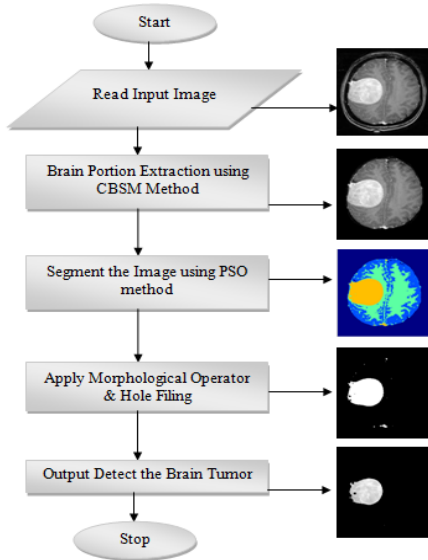 Start
Read Input Image
Brain Portion Extraction using
CBSM Method
Segment the Image using PSO
method
Apply Morphological Operator
& Hole Filing
Output Detect the Brain Tumor
Stop